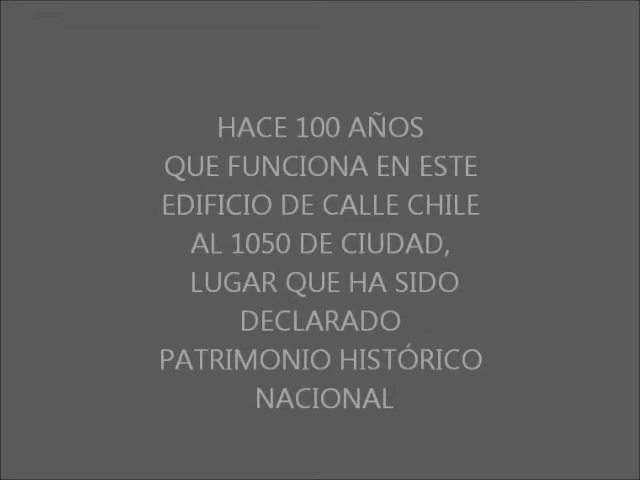 HACE 100 AÑOS
QUE FUNCIONA EN ESTE
EDIFICIO DE CALLE CHILE
AL 1050 DE CIUDAD,
LUGAR QUE HA SIDO
DECLARADO
PATRIMONIO HISTÓRICO
NACIONAL